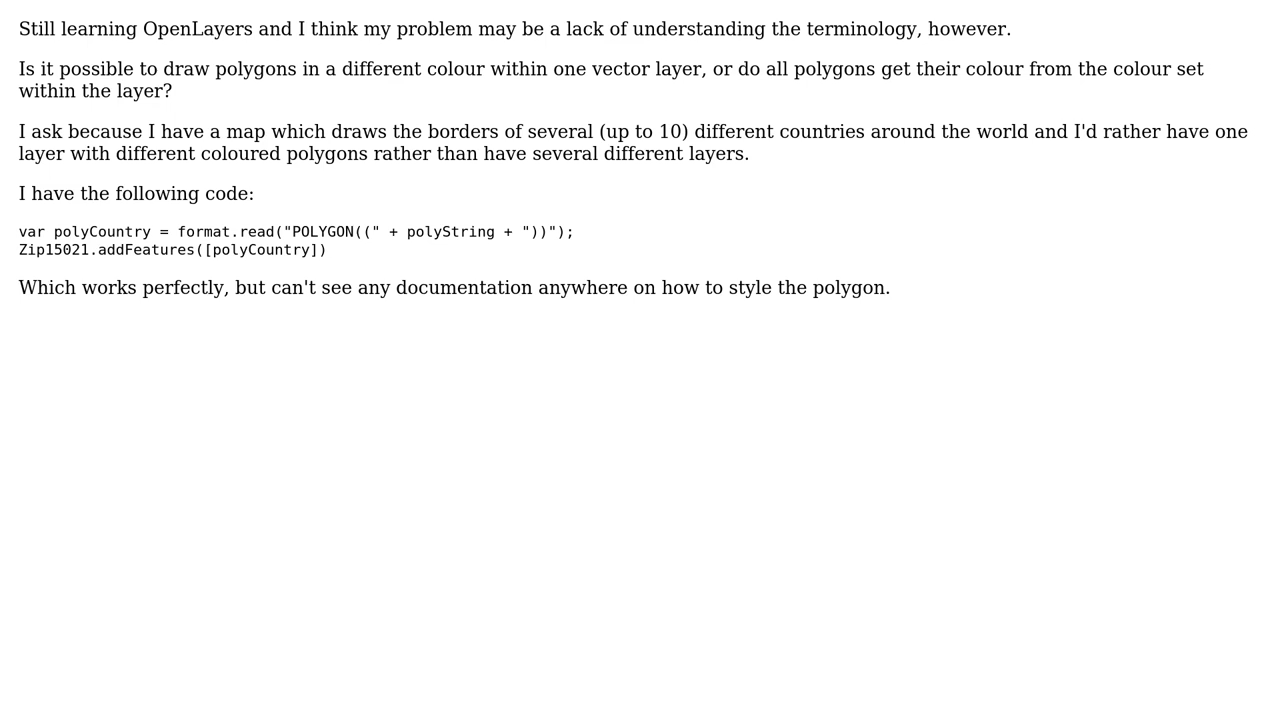 Still learning OpenLayers and I think my problem may be a lack of understanding the terminology, however.
Is it possible to draw polygons in a different colour within one vector layer, or do all polygons get their colour from the colour set
within the layer?
I ask because I have a map which draws the borders of several (up to 10) different countries around the world and I'd rather have one
layer with different coloured polygons rather than have several different layers.
I have the following code:
var polyCountry = format.read("POLYGON((" + polyString + "))");
Zip15021.addFeatures([polyCountry])
Which works perfectly, but can't see any documentation anywhere on how to style the polygon.